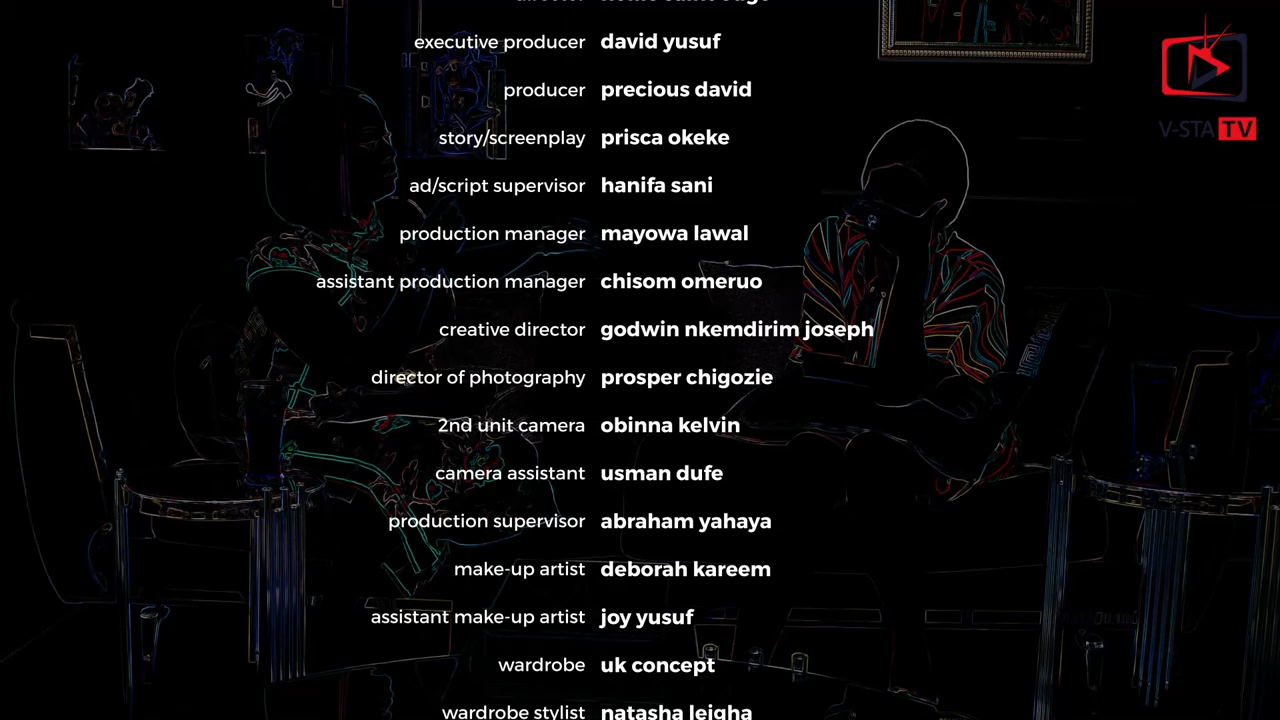 executive producer david yusuf
producer precious david
story/screenplay prisca okeke
ad/script supervisor hanifa sani
production manager mayowa lawal
assistant production manager chisom omeruo
creative director godwin nkemdirim joseph
director of photography prosper chigozie
2nd unit camera obinna kelvin
camera assistant usman dufe
production supervisor abraham yahaya
make-up artist deborah kareem
assistant make-up artist joy yusuf
wardrobe uk concept
wardrobe stylist natasha leigha
V-STA TV